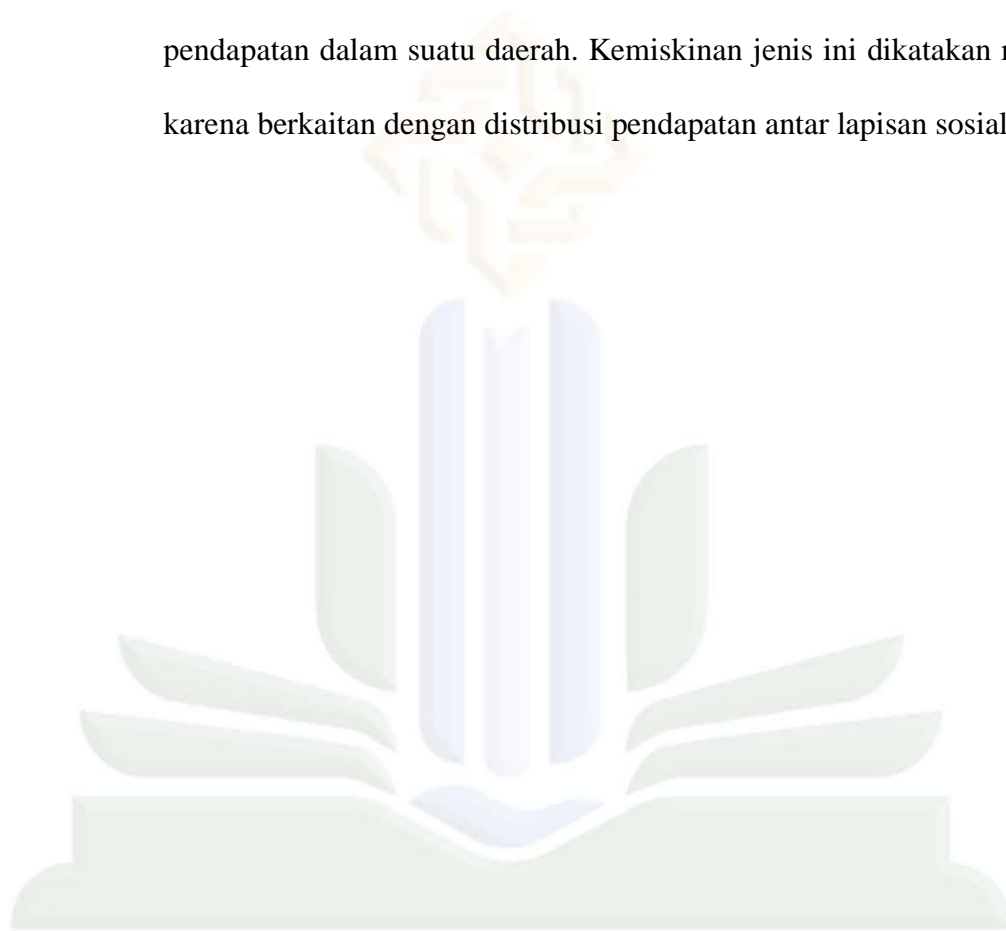 pendapatan dalam suatu daerah. Kemiskinan jenis ini dikatakan
karena berkaitan dengan distribusi pendapatan antar lapisan sosial